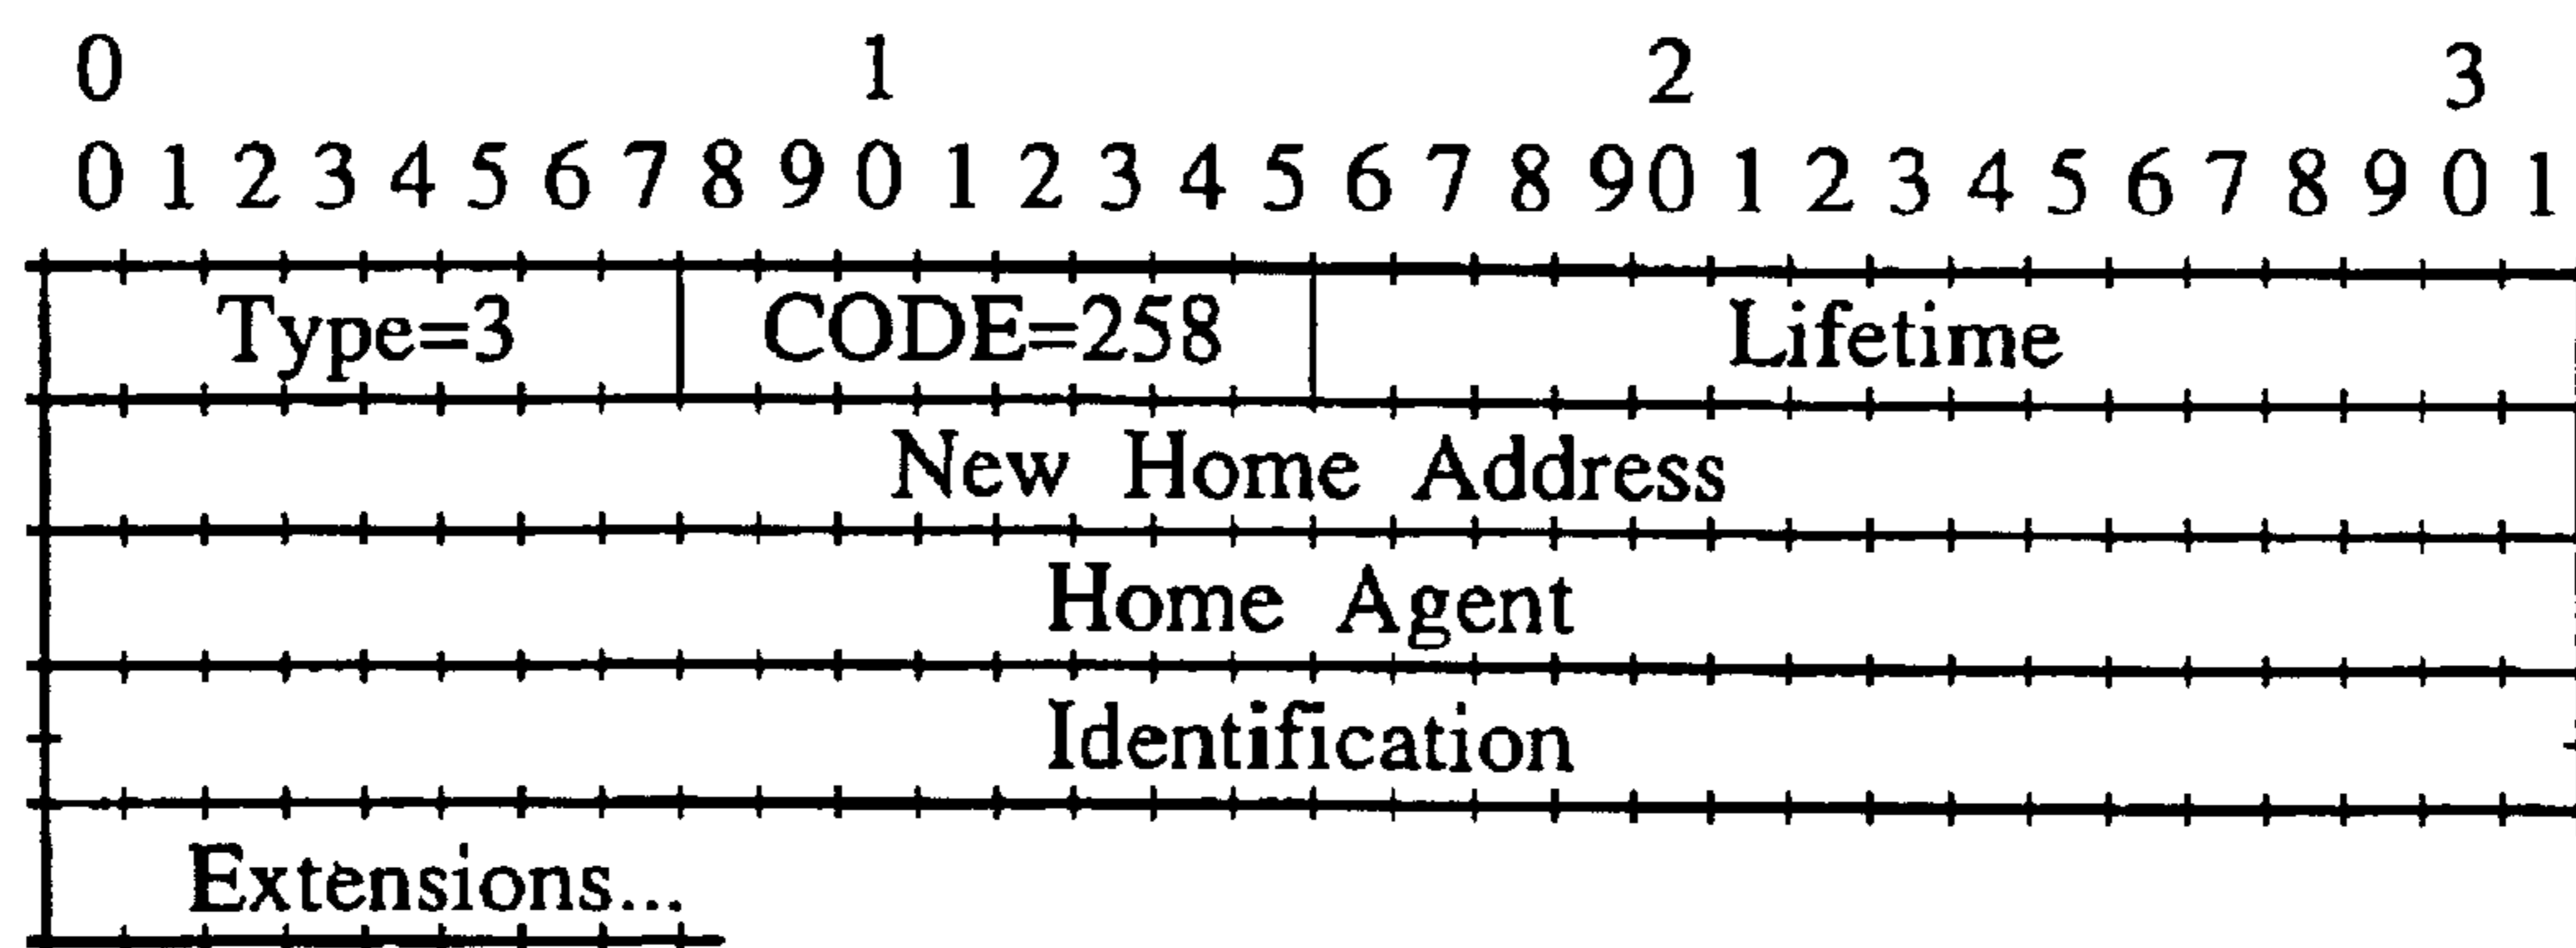 0 1 2 3
0 1 2 3 4 5 6 7 8 9 0 1 2 3 4 5 6 7 8 9 0 1 2 3 4 5 6 7 8 9 0 1
Type=3 CODE=258 Lifetime
New Home Address
Home Agent
Identification
Extensions...